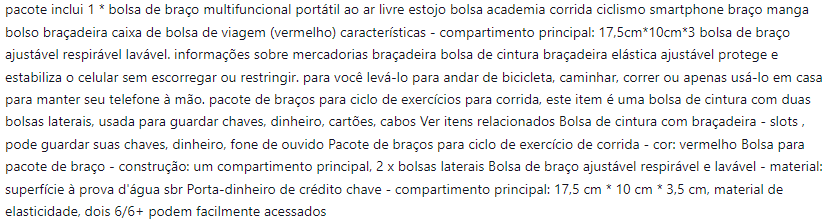 pacote inclui 1 * bolsa de braço multifuncional portátil ao ar livre estojo bolsa academia corrida ciclismo smartphone braço manga
bolso braçadeira caixa de bolsa de viagem (vermelho) características - compartimento principal: 17,5cm*10cm*3 bolsa de braço
ajustável respirável lavável. informações sobre mercadorias braçadeira bolsa de cintura braçadeira elástica ajustável protege e
estabiliza o celular sem escorregar ou restringir. para você levá-lo para andar de bicicleta, caminhar, correr ou apenas usá-lo em casa
para manter seu telefone à mão. pacote de braços para ciclo de exercícios para corrida, este item é uma bolsa de cintura com duas
bolsas laterais, usada para guardar chaves, dinheiro, cartões, cabos Ver itens relacionados Bolsa de cintura com braçadeira - slots ,
pode guardar suas chaves, dinheiro, fone de ouvido Pacote de braços para ciclo de exercício de corrida - cor: vermelho Bolsa para
pacote de braço - construção: um compartimento principal, 2 x bolsas laterais Bolsa de braço ajustável respirável e lavável - material:
superfície à prova d'água sbr Porta-dinheiro de crédito chave - compartimento principal: 17,5 cm * 10 cm * 3,5 cm, material de
elasticidade, dois 6/6+ podem facilmente acessados